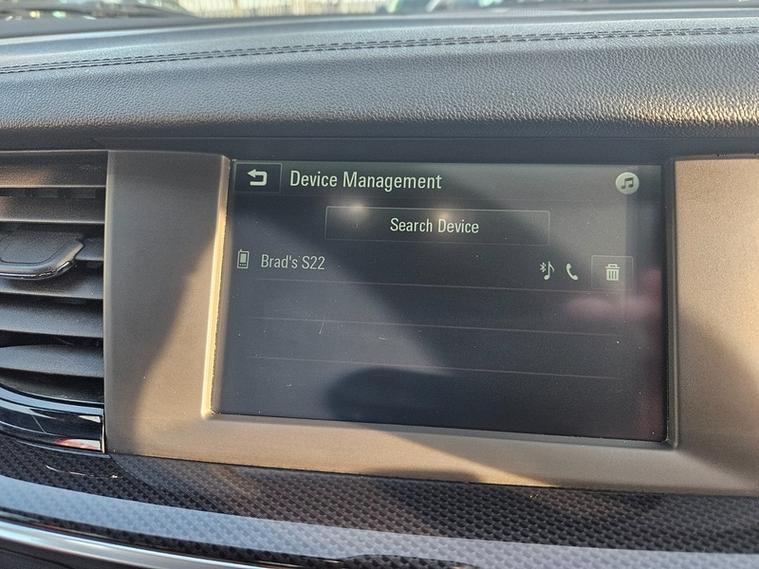 Device Management
Search Device
Brad's S22